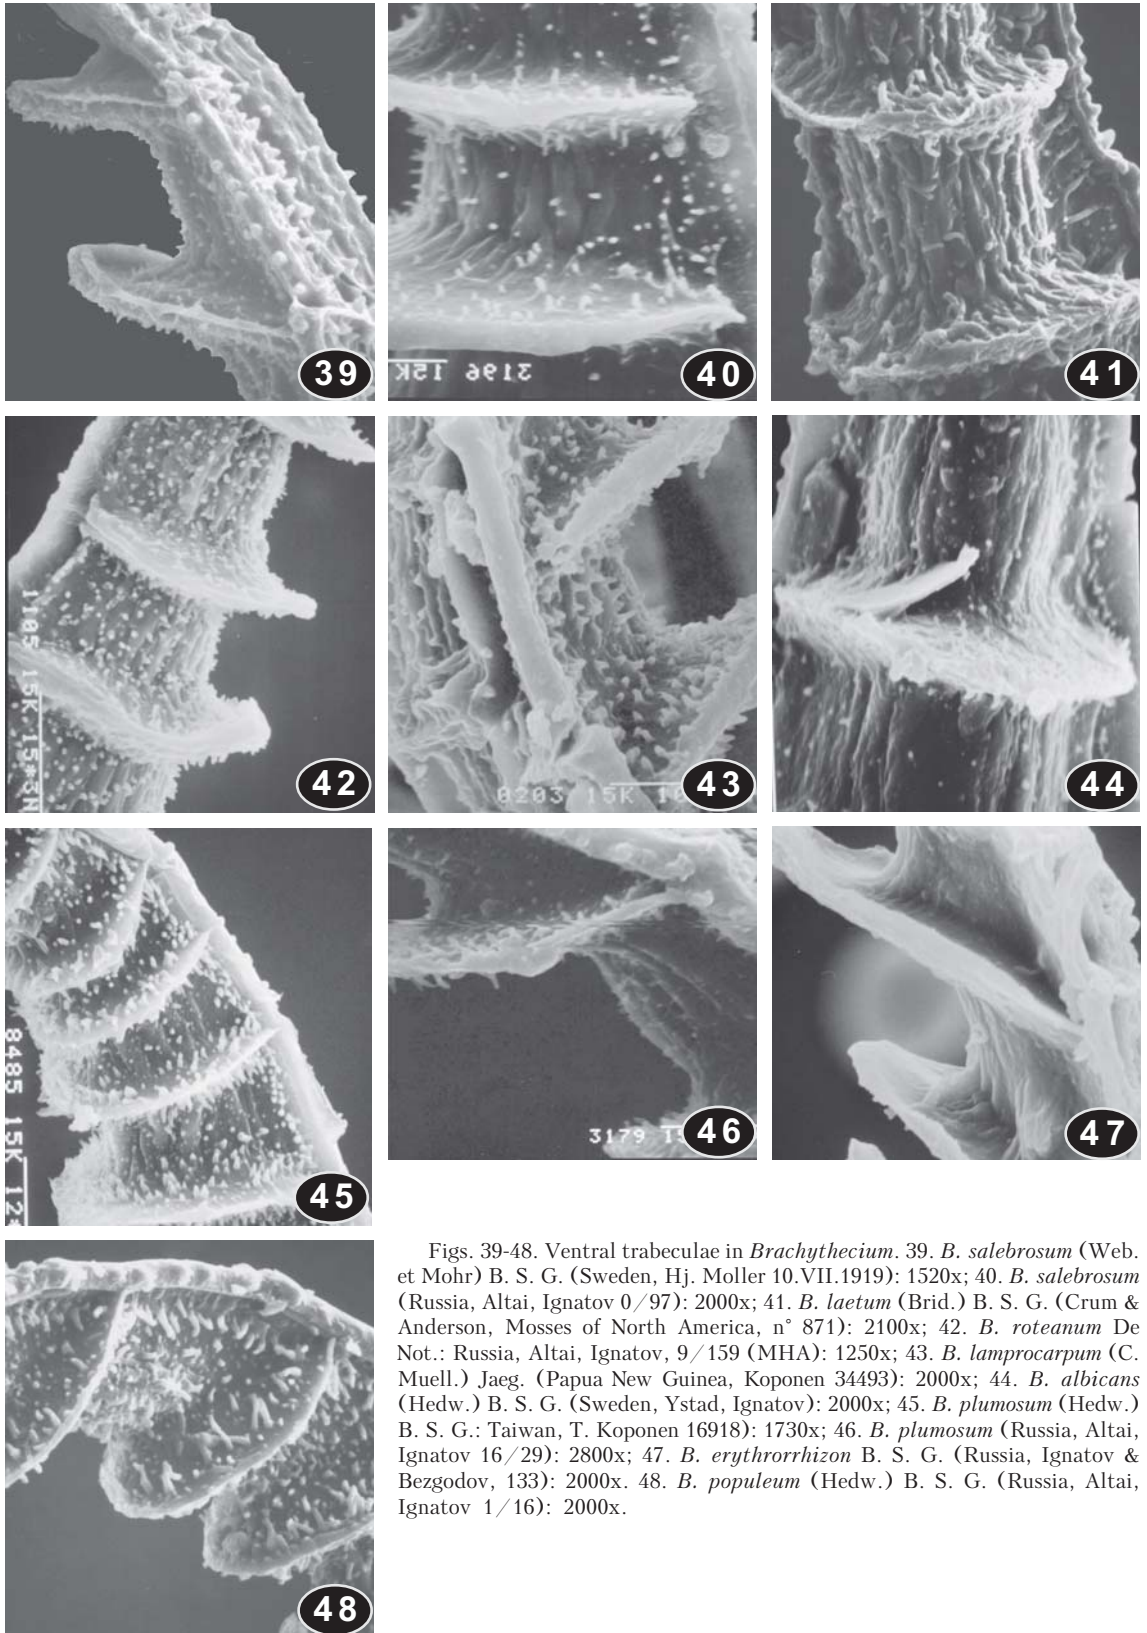 39
40
3196 15K
41
42
1105 15K.15*3N
43
0203 15K 10
44
45
8485 15K 12*
46
3179 15
47
48
Figs. 39-48. Ventral trabeculae in Brachythecium. 39. B. salebrosum (Web.
et Mohr) B. S. G. (Sweden, Hj. Moller 10.VII.1919): 1520x; 40. B. salebrosum
(Russia, Altai, Ignatov 0/97): 2000x; 41. B. laetum (Brid.) B. S. G. (Crum &
Anderson, Mosses of North America, n° 871): 2100x; 42. B. roteanum De
Not.: Russia, Altai, Ignatov, 9/159 (MHA): 1250x; 43. B. lamprocarpum (C.
Muell.) Jaeg. (Papua New Guinea, Koponen 34493): 2000x; 44. B. albicans
(Hedw.) B. S. G. (Sweden, Ystad, Ignatov): 2000x; 45. B. plumosum (Hedw.)
B. S. G.: Taiwan, T. Koponen 16918): 1730x; 46. B. plumosum (Russia, Altai,
Ignatov 16/29): 2800x; 47. B. erythrorrhizon B. S. G. (Russia, Ignatov &
Bezgodov, 133): 2000x. 48. B. populeum (Hedw.) B. S. G. (Russia, Altai,
Ignatov 1/16): 2000x.